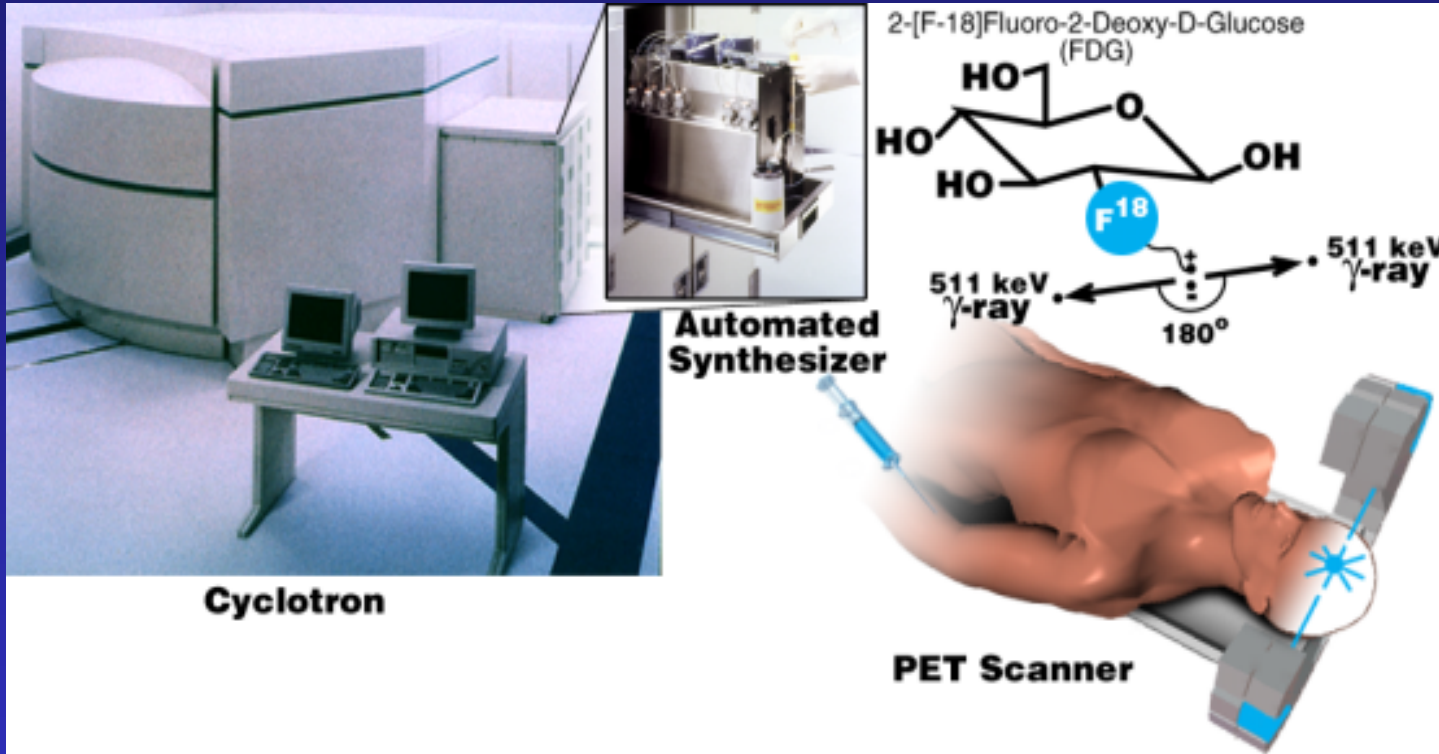 2-[F-18]Fluoro-2-Deoxy-D-Glucose
(FDG)
HO
O
HO
HO
OH
F18
+
-
511 keV
γ-ray
511 keV
γ-ray
180°
Automated
Synthesizer
Cyclotron
PET Scanner